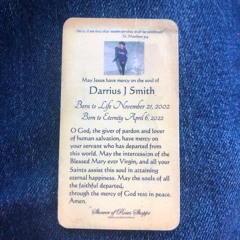 St. Matthew 5:4
May Jesus have mercy on the soul of
Darrius J Smith
Born to Life November 21, 2002
Born to Eternity April 6, 2022
O God, the giver of pardon and lover
of human salvation, have mercy on
your servant who has departed from
this world. May the intercession of the
Blessed Mary ever Virgin, and all your
Saints assist this soul in attaining
eternal happiness. May the souls of all
the faithful departed,
through the mercy of God rest in peace.
Amen.
Shower of Roses Shoppe